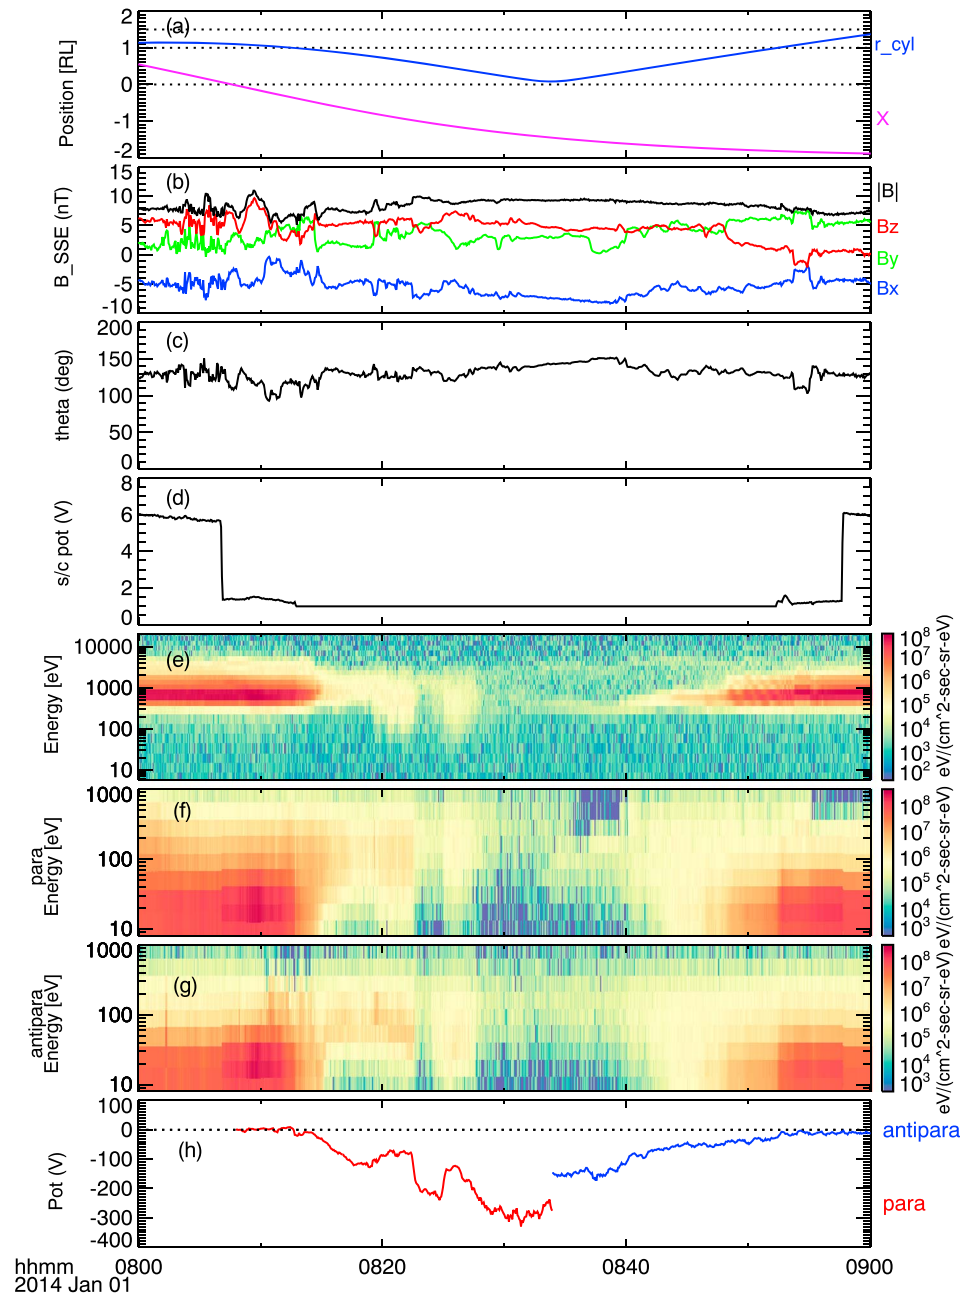 (a)
2
1
0
-1
-2
Position [RL]
r_cyl
X
(b)
15
10
5
0
-5
-10
B_SSE (nT)
|B|
Bz
By
Bx
(c)
200
150
100
50
0
theta (deg)
(d)
8
6
4
2
0
s/c pot (V)
(e)
10000
1000
100
10
Energy [eV]
10^8
10^7
10^6
10^5
10^4
10^3
10^2
eV/(cm^2-sec-sr-eV)
(f)
1000
100
10
para
Energy [eV]
10^8
10^7
10^6
10^5
10^4
10^3
eV/(cm^2-sec-sr-eV)
(g)
1000
100
10
antipara
Energy [eV]
10^8
10^7
10^6
10^5
10^4
10^3
eV/(cm^2-sec-sr-eV)
(h)
100
0
-100
-200
-300
-400
Pot (V)
antipara
para
hhmm
0800
0820
0840
0900
2014 Jan 01